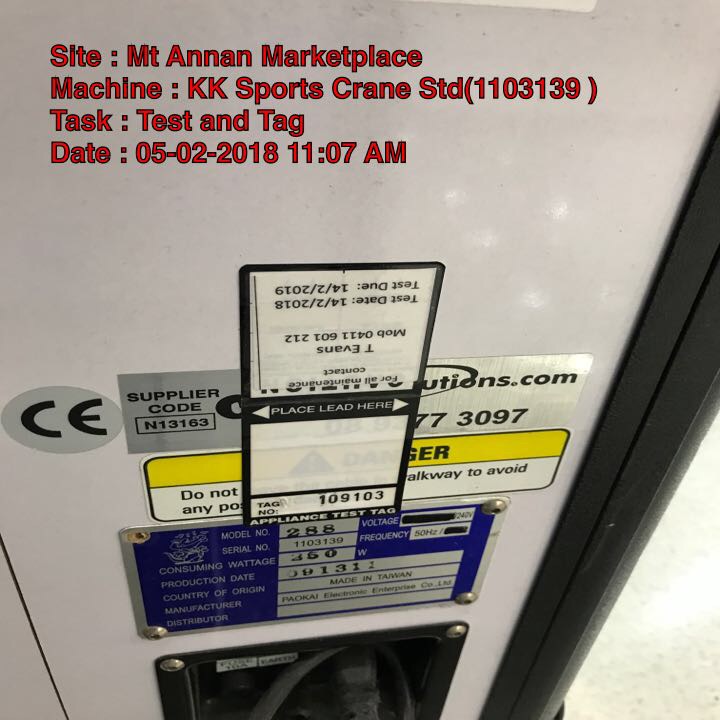 Site : Mt Annan Marketplace
Machine : KK Sports Crane Std(1103139 )
Task : Test and Tag
Date : 05-02-2018 11:07 AM
Test Due: 14/2/2019
Test Date: 14/2/2018
Mob 0411 601 212
T Evans
contact
For all maintenance
utions.com
SUPPLIER
CODE
N13163
CE
PLACE LEAD HERE
77 3097
DANGER
Do not
alkway to avoid
any
TAG
NO: 109103
APPLIANCE TEST TAG
MODEL NO. 288
VOLTAGE /240V
SERIAL NO. 1103139
FREQUENCY 50Hz /
CONSUMING WATTAGE 350 W
PRODUCTION DATE 091311
COUNTRY OF ORIGIN MADE IN TAIWAN
MANUFACTURER PAOKAI Electronic Enterprise Co.,Ltd.
DISTRIBUTOR
FUSE
10A
EARTH